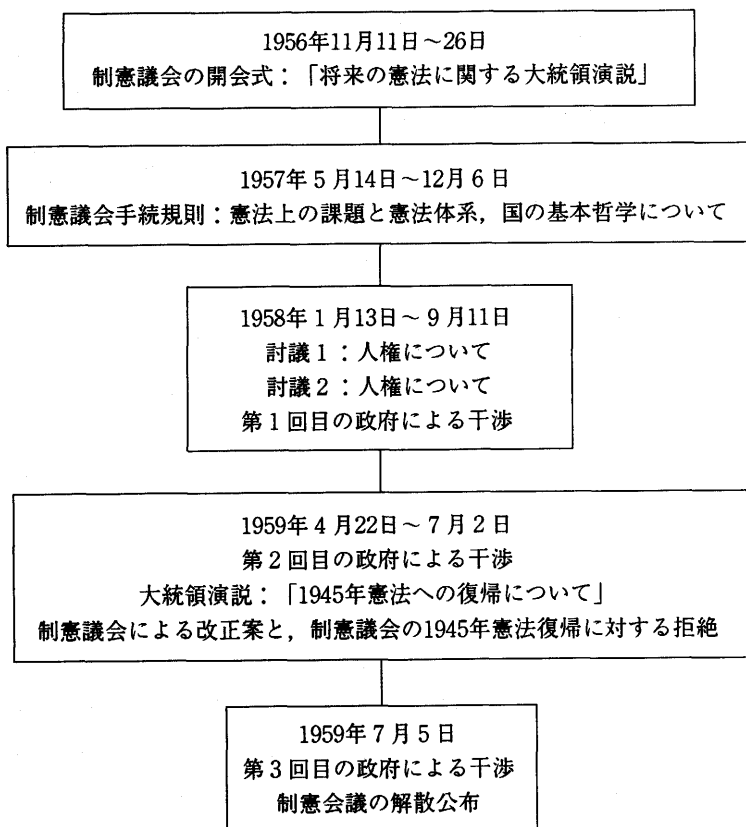 1956年11月11日～26日
制憲議会の開会式：「将来の憲法に関する大統領演説」
1957年5月14日～12月6日
制憲議会手続規則：憲法上の課題と憲法体系，国の基本哲学について
1958年1月13日～9月11日
討議1：人権について
討議2：人権について
第1回目の政府による干渉
1959年4月22日～7月2日
第2回目の政府による干渉
大統領演説：「1945年憲法への復帰について」
制憲議会による改正案と，制憲議会の1945年憲法復帰に対する拒絶
1959年7月5日
第3回目の政府による干渉
制憲会議の解散公布